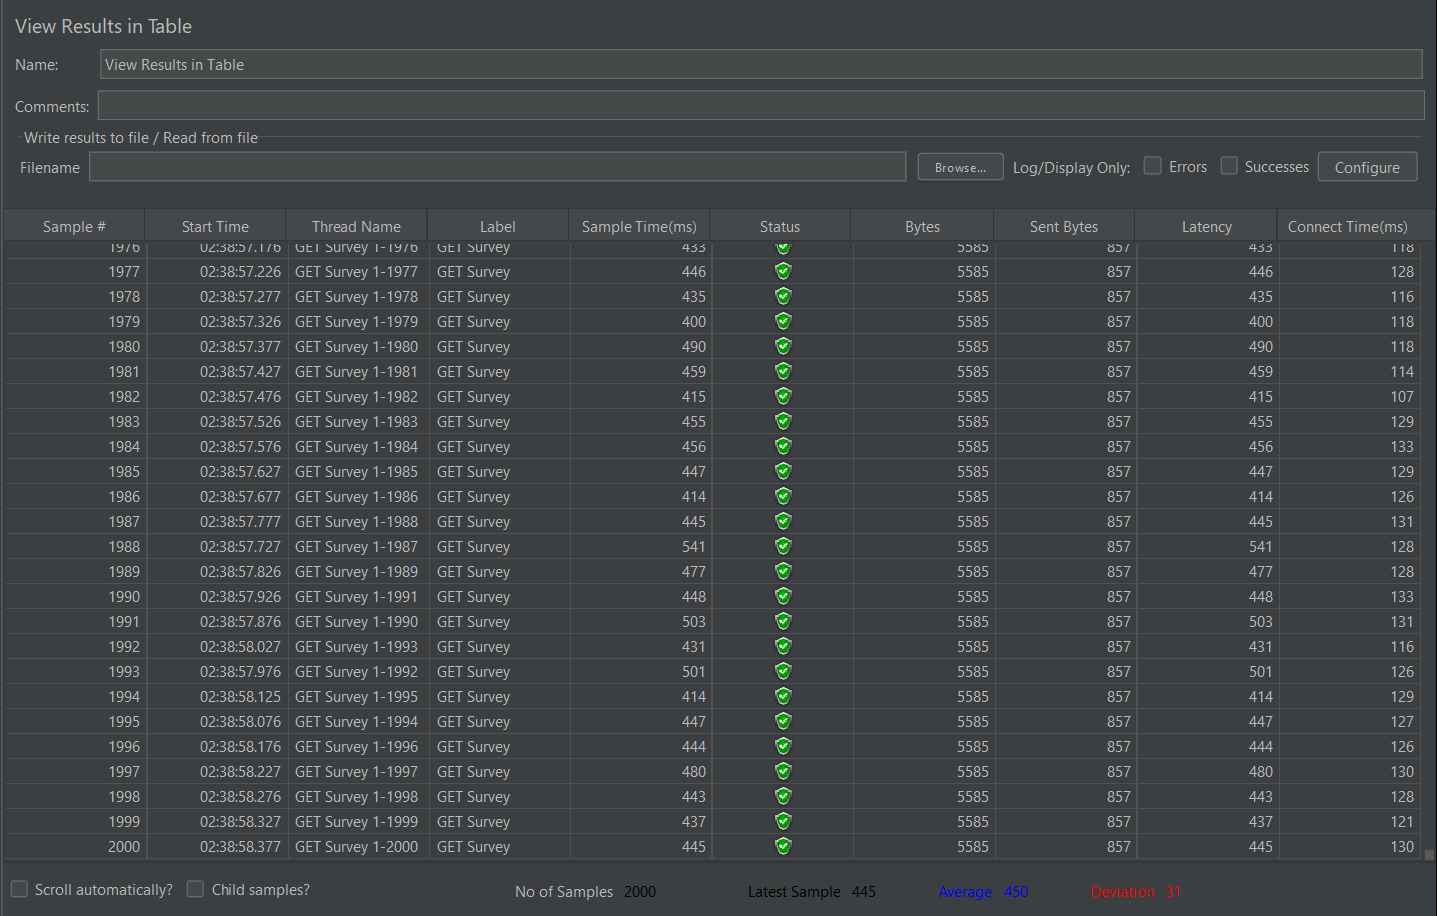 View Results in Table
Name: View Results in Table
Comments:
Write results to file / Read from file
Filename Browse... Log/Display Only: Errors Successes Configure
Sample # Start Time Thread Name Label Sample Time(ms) Status Bytes Sent Bytes Latency Connect Time(ms)
1976 02:38:57.176 GET Survey 1-1976 GET Survey 433 5585 857 433 118
1977 02:38:57.226 GET Survey 1-1977 GET Survey 446 5585 857 446 128
1978 02:38:57.277 GET Survey 1-1978 GET Survey 435 5585 857 435 116
1979 02:38:57.326 GET Survey 1-1979 GET Survey 400 5585 857 400 118
1980 02:38:57.377 GET Survey 1-1980 GET Survey 490 5585 857 490 118
1981 02:38:57.427 GET Survey 1-1981 GET Survey 459 5585 857 459 114
1982 02:38:57.476 GET Survey 1-1982 GET Survey 415 5585 857 415 107
1983 02:38:57.526 GET Survey 1-1983 GET Survey 455 5585 857 455 129
1984 02:38:57.576 GET Survey 1-1984 GET Survey 456 5585 857 456 133
1985 02:38:57.627 GET Survey 1-1985 GET Survey 447 5585 857 447 129
1986 02:38:57.677 GET Survey 1-1986 GET Survey 414 5585 857 414 126
1987 02:38:57.777 GET Survey 1-1988 GET Survey 445 5585 857 445 131
1988 02:38:57.727 GET Survey 1-1987 GET Survey 541 5585 857 541 128
1989 02:38:57.826 GET Survey 1-1989 GET Survey 477 5585 857 477 128
1990 02:38:57.926 GET Survey 1-1991 GET Survey 448 5585 857 448 133
1991 02:38:57.876 GET Survey 1-1990 GET Survey 503 5585 857 503 131
1992 02:38:58.027 GET Survey 1-1993 GET Survey 431 5585 857 431 116
1993 02:38:57.976 GET Survey 1-1992 GET Survey 501 5585 857 501 126
1994 02:38:58.125 GET Survey 1-1995 GET Survey 414 5585 857 414 129
1995 02:38:58.076 GET Survey 1-1994 GET Survey 447 5585 857 447 127
1996 02:38:58.176 GET Survey 1-1996 GET Survey 444 5585 857 444 126
1997 02:38:58.227 GET Survey 1-1997 GET Survey 480 5585 857 480 130
1998 02:38:58.276 GET Survey 1-1998 GET Survey 443 5585 857 443 128
1999 02:38:58.327 GET Survey 1-1999 GET Survey 437 5585 857 437 121
2000 02:38:58.377 GET Survey 1-2000 GET Survey 445 5585 857 445 130
Scroll automatically? Child samples? No of Samples 2000 Latest Sample 445 Average 450 Deviation 31